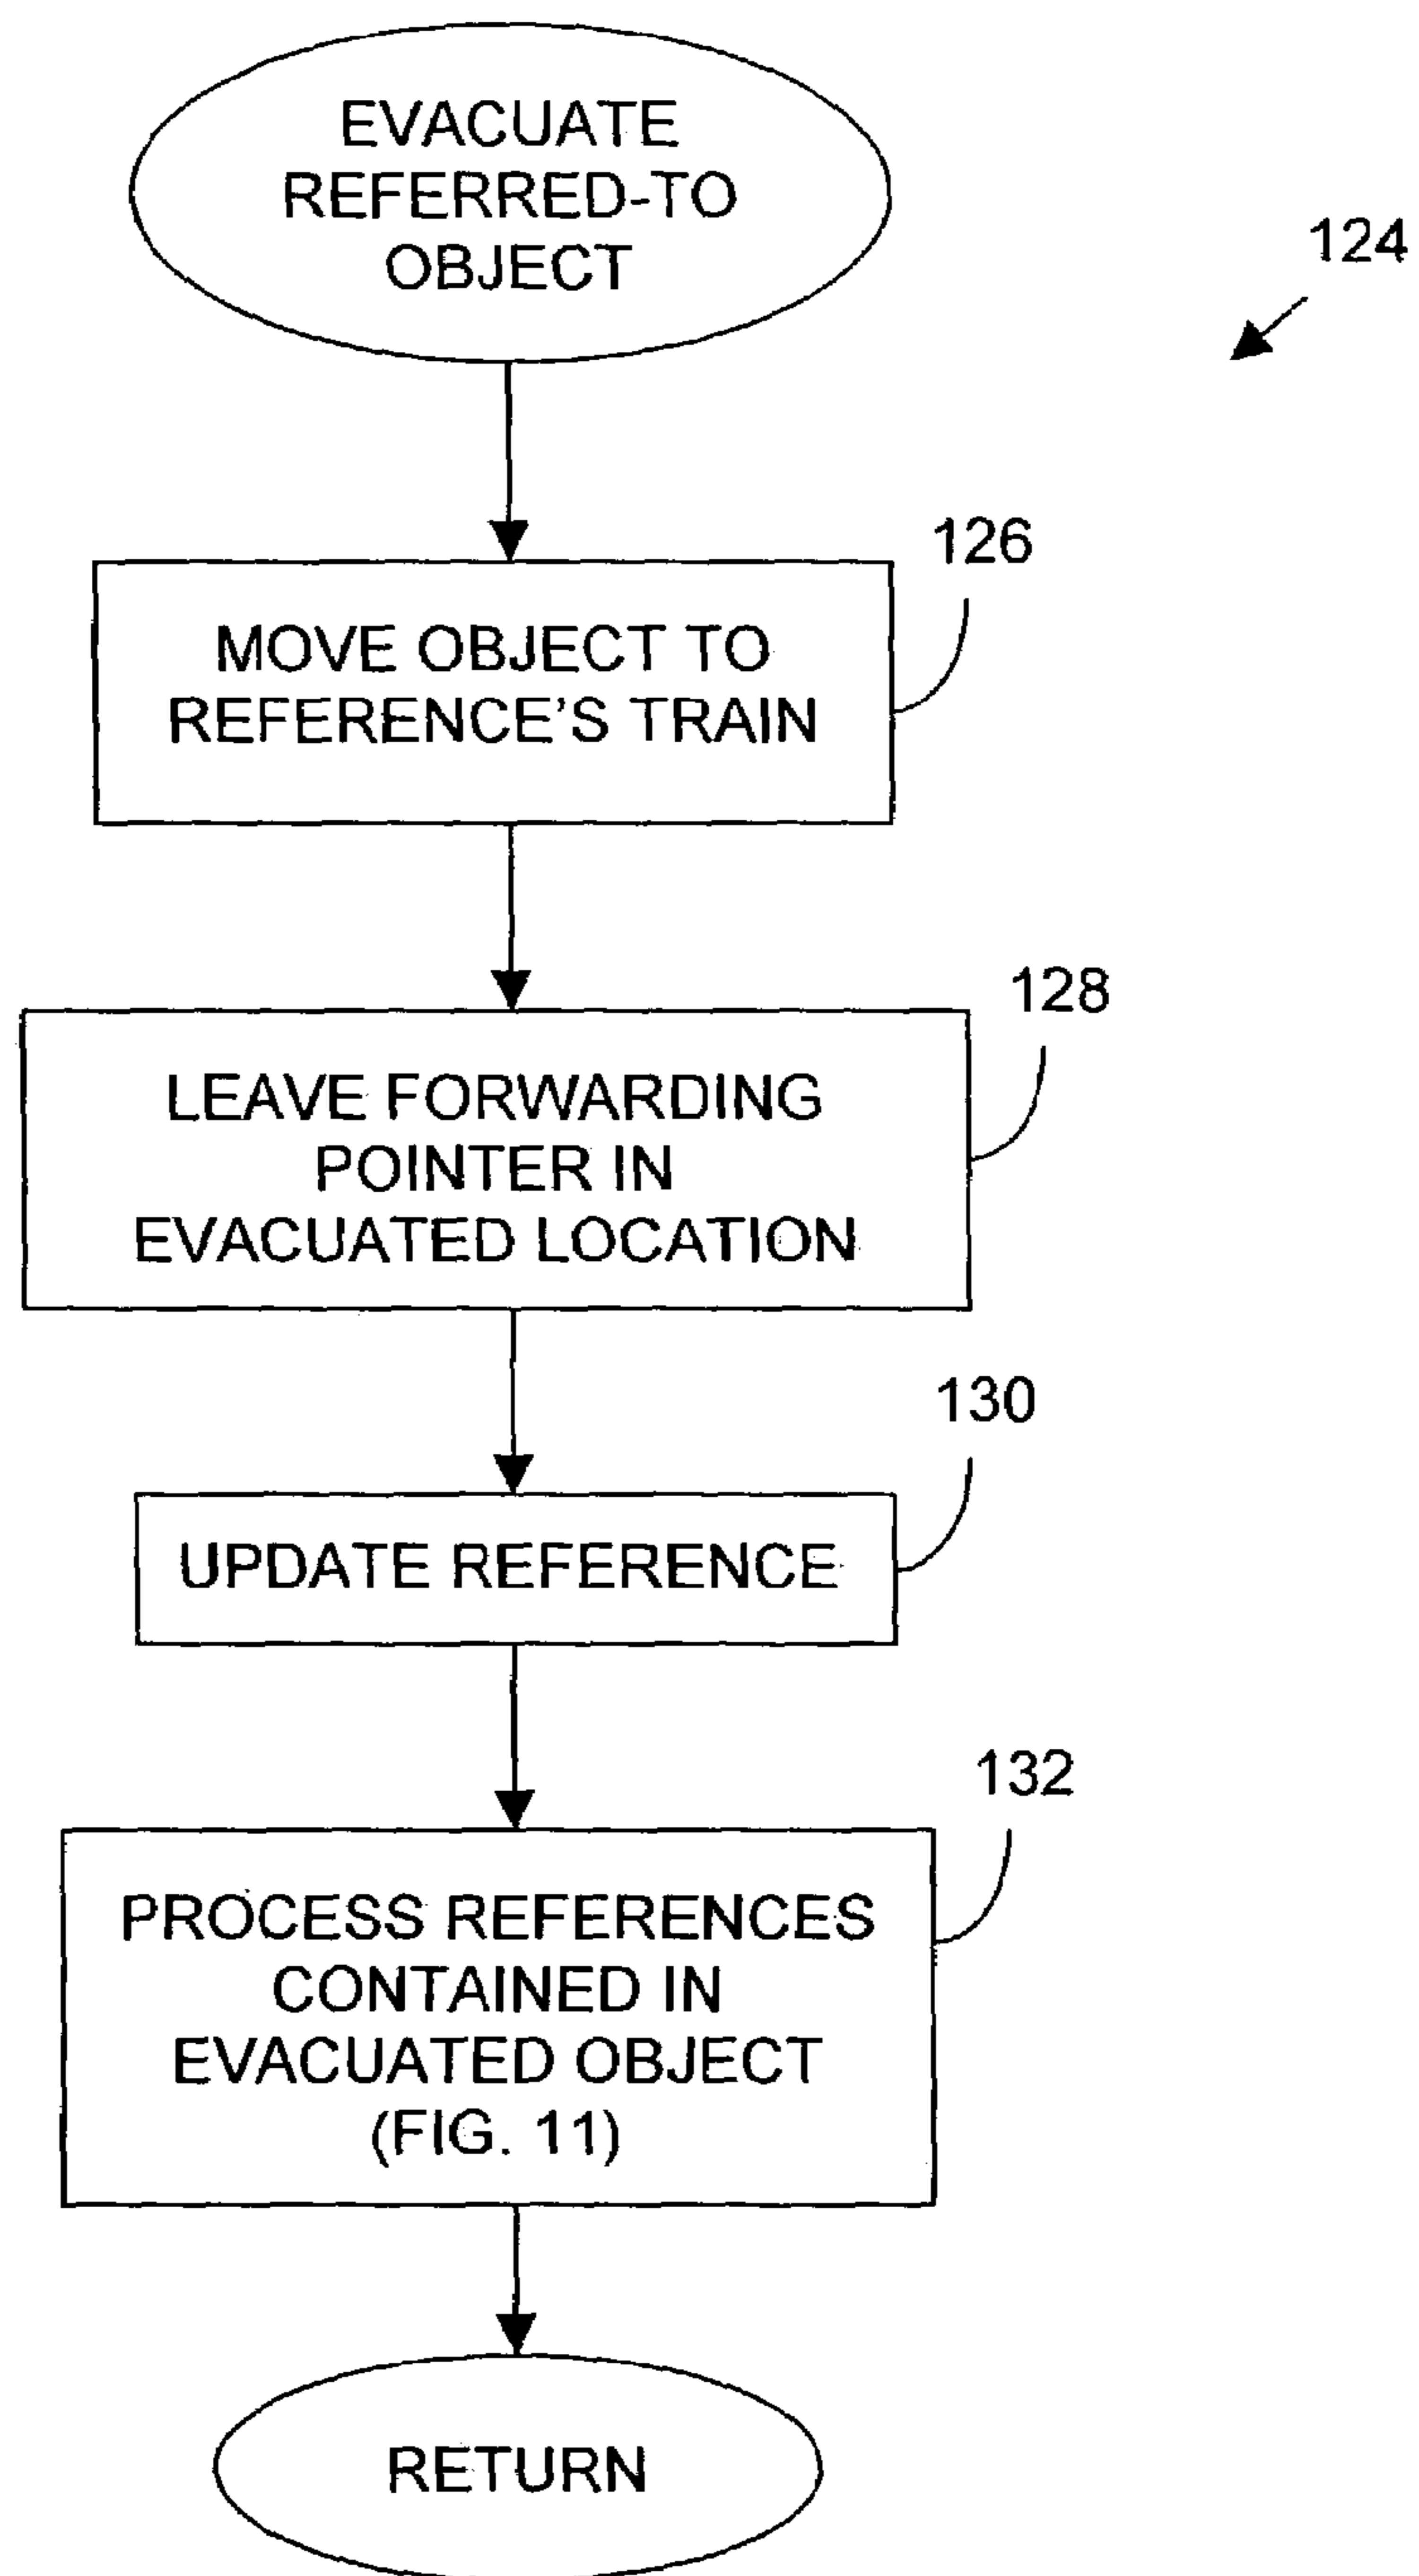 EVACUATE
REFERRED-TO
OBJECT
124
126
MOVE OBJECT TO
REFERENCE'S TRAIN
128
LEAVE FORWARDING
POINTER IN
EVACUATED LOCATION
130
UPDATE REFERENCE
132
PROCESS REFERENCES
CONTAINED IN
EVACUATED OBJECT
(FIG. 11)
RETURN